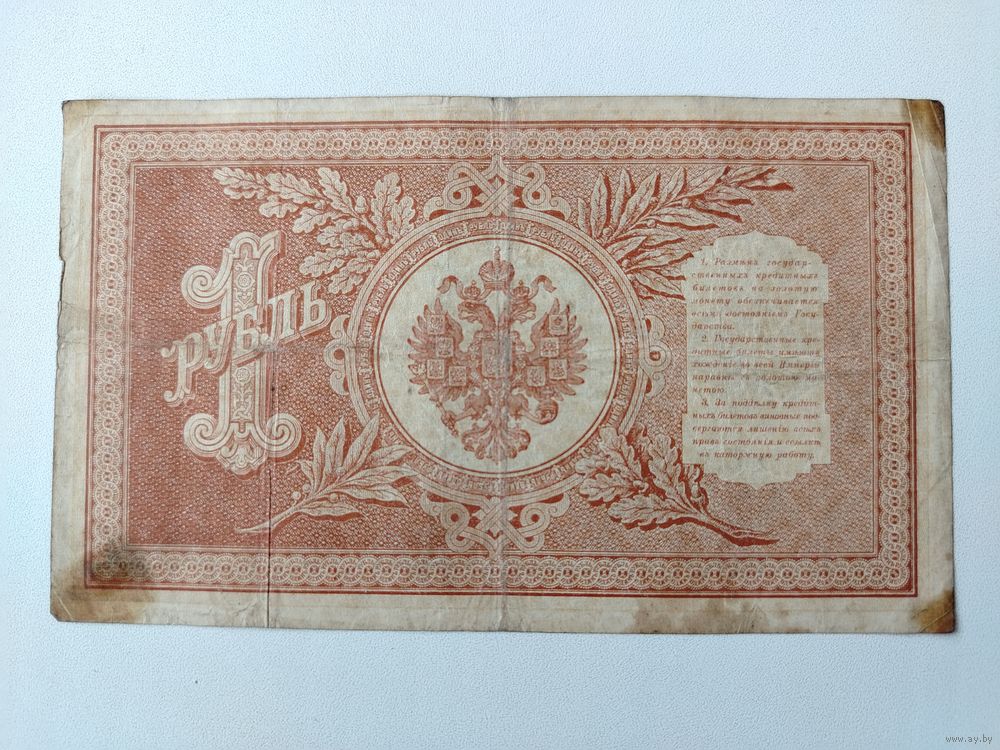 1
РУБЛЬ
1. Размѣнъ государ-
ственныхъ кредитныхъ
билетовъ на золотую
монету обезпечивается
всѣмъ достояніемъ Госу-
дарства.
2. Государственные кре-
дитные билеты имѣютъ
хожденіе во всей Имперіи
наравнѣ съ золотою мо-
нетою.
3. За поддѣлку кредит-
ныхъ билетовъ виновные под-
вергаются лишенію всѣхъ
правъ состоянія и ссылкѣ
въ каторжную работу.
www.ay.by